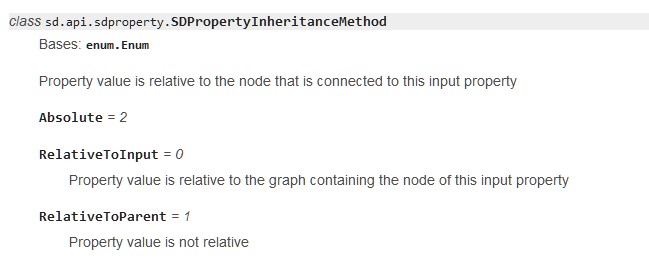 class sd.api.sdproperty.SDPropertyInheritanceMethod
Bases: enum.Enum
Property value is relative to the node that is connected to this input property
Absolute = 2
RelativeToInput = 0
Property value is relative to the graph containing the node of this input property
RelativeToParent = 1
Property value is not relative